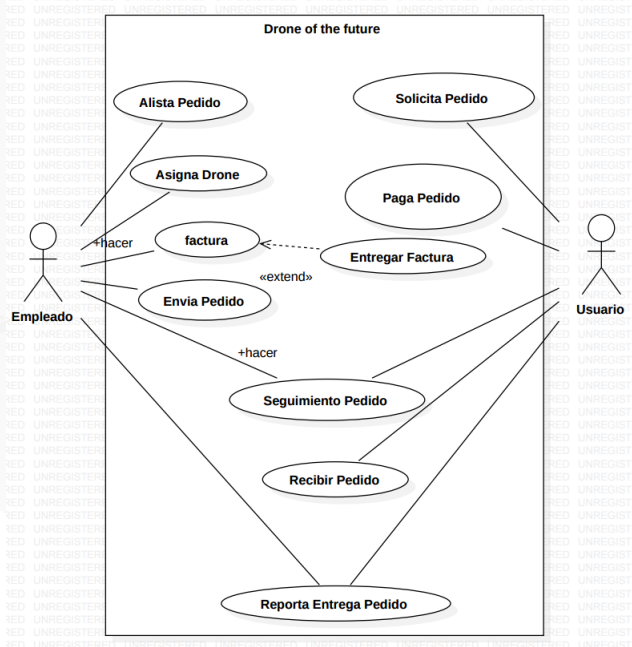 Drone of the future
Alista Pedido
Solicita Pedido
Asigna Drone
Paga Pedido
+hacer
factura
Entregar Factura
«extend»
Envia Pedido
Empleado
Usuario
+hacer
Seguimiento Pedido
Recibir Pedido
Reporta Entrega Pedido
UNREGISTERED